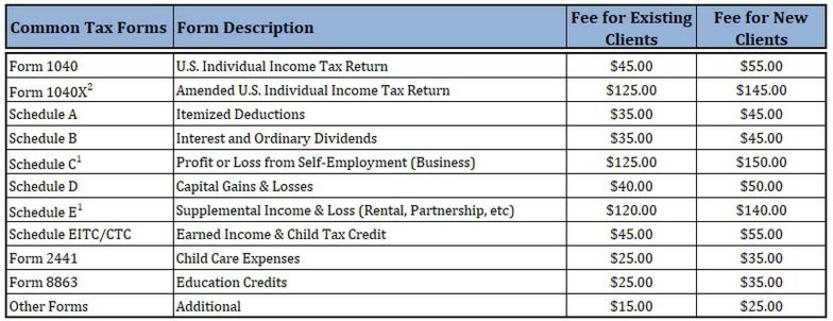 Common Tax Forms Form Description Fee for Existing Clients Fee for New Clients
Form 1040 U.S. Individual Income Tax Return $45.00 $55.00
Form 1040X² Amended U.S. Individual Income Tax Return $125.00 $145.00
Schedule A Itemized Deductions $35.00 $45.00
Schedule B Interest and Ordinary Dividends $35.00 $45.00
Schedule C¹ Profit or Loss from Self-Employment (Business) $125.00 $150.00
Schedule D Capital Gains & Losses $40.00 $50.00
Schedule E¹ Supplemental Income & Loss (Rental, Partnership, etc) $120.00 $140.00
Schedule EITC/CTC Earned Income & Child Tax Credit $45.00 $55.00
Form 2441 Child Care Expenses $25.00 $35.00
Form 8863 Education Credits $25.00 $35.00
Other Forms Additional $15.00 $25.00